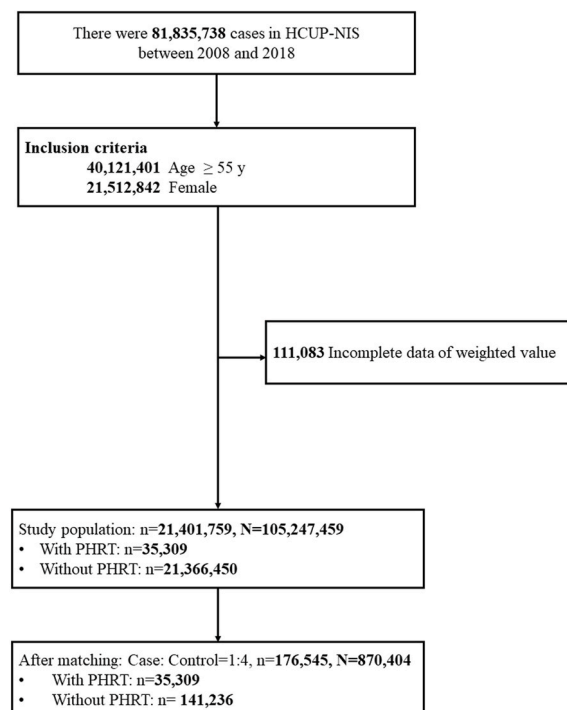 There were 81,835,738 cases in HCUP-NIS
between 2008 and 2018
Inclusion criteria
40,121,401 Age ≥ 55 y
21,512,842 Female
111,083 Incomplete data of weighted value
Study population: n=21,401,759, N=105,247,459
• With PHRT: n=35,309
• Without PHRT: n=21,366,450
After matching: Case: Control=1:4, n=176,545, N=870,404
• With PHRT: n=35,309
• Without PHRT: n= 141,236